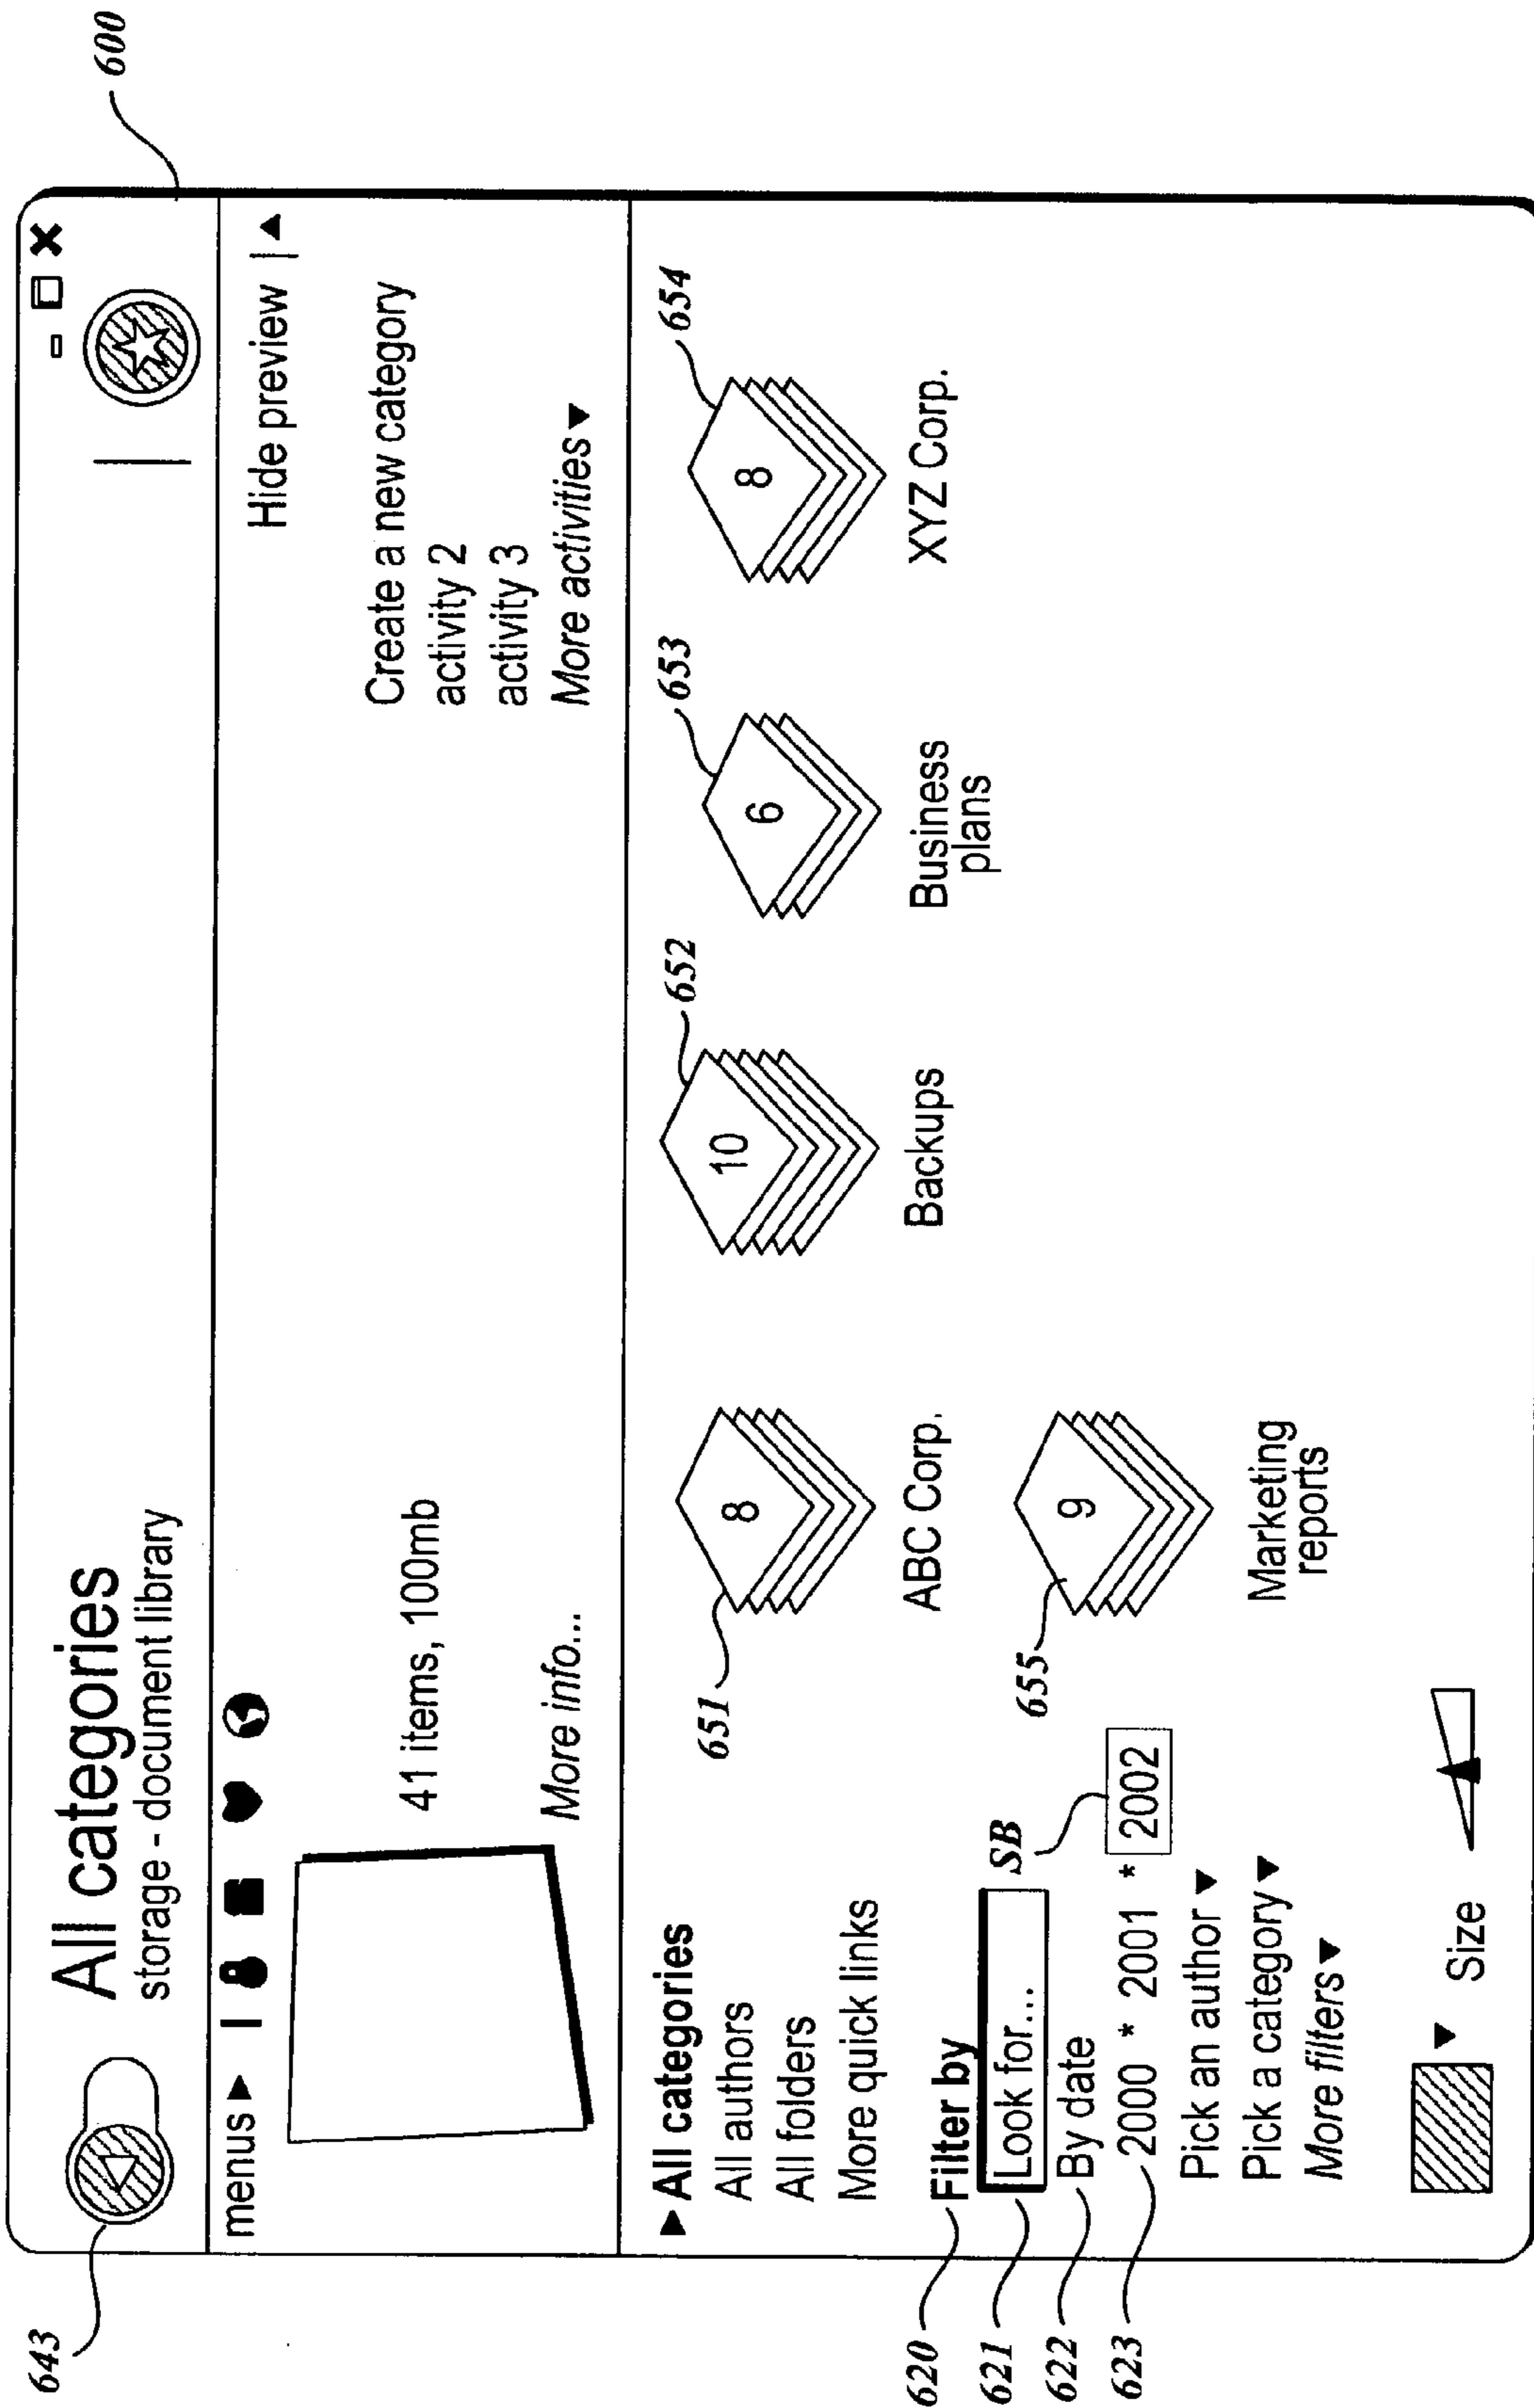 600
643
All categories
storage - document library
menus
Hide preview
41 items, 100mb
More info...
Create a new category
activity 2
activity 3
More activities
All categories
All authors
All folders
More quick links
620
Filter by
621
Look for...
SB
622
By date
623
2000 * 2001 * 2002
Pick an author
Pick a category
More filters
Size
651
8
ABC Corp.
652
10
Backups
653
6
Business
plans
654
8
XYZ Corp.
655
9
Marketing
reports